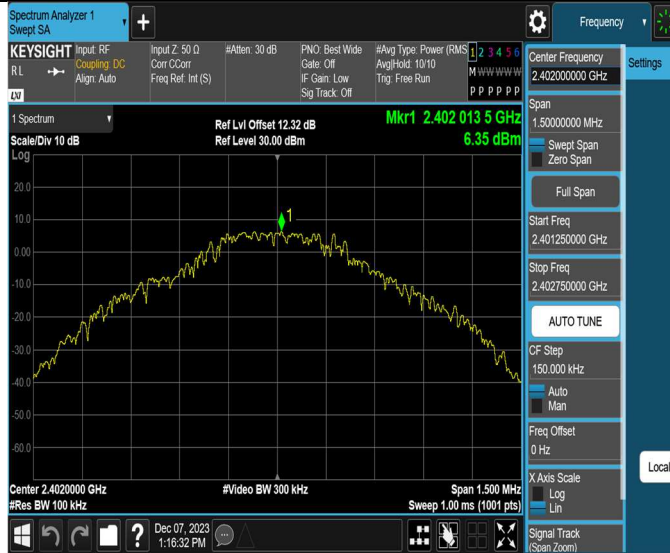 Spectrum Analyzer 1
Swept SA
+
Frequency
KEYSIGHT
RL
LXI
Input: RF
Coupling: DC
Align: Auto
Input Z: 50 Ω
Corr CCorr
Freq Ref: Int (S)
#Atten: 30 dB
PNO: Best Wide
Gate: Off
IF Gain: Low
Sig Track: Off
#Avg Type: Power (RMS
Avg|Hold: 10/10
Trig: Free Run
1 2 3 4 5 6
M W W W W W
P P P P P P
1 Spectrum
Scale/Div 10 dB
Log
Ref Lvl Offset 12.32 dB
Ref Level 30.00 dBm
Mkr1 2.402 013 5 GHz
6.35 dBm
1
20.0
10.0
0.00
-10.0
-20.0
-30.0
-40.0
-50.0
-60.0
Center 2.4020000 GHz
#Res BW 100 kHz
#Video BW 300 kHz
Span 1.500 MHz
Sweep 1.00 ms (1001 pts)
?
Dec 07, 2023
1:16:32 PM
Center Frequency
2.402000000 GHz
Span
1.50000000 MHz
Swept Span
Zero Span
Full Span
Start Freq
2.401250000 GHz
Stop Freq
2.402750000 GHz
AUTO TUNE
CF Step
150.000 kHz
Auto
Man
Freq Offset
0 Hz
X Axis Scale
Log
Lin
Signal Track
(Span Zoom)
Settings
Local